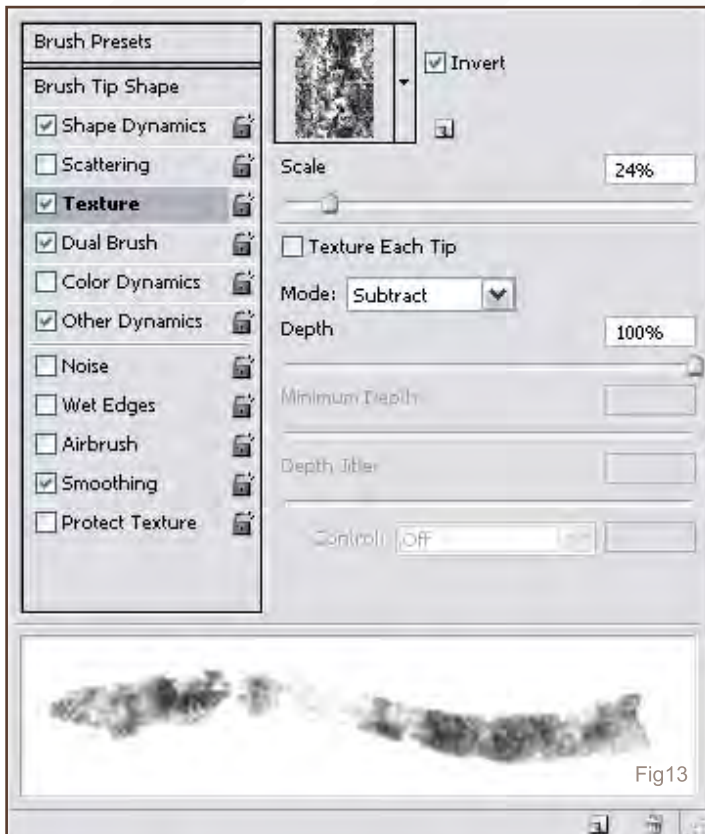 Brush Presets
Brush Tip Shape
Shape Dynamics
Scattering
Texture
Dual Brush
Color Dynamics
Other Dynamics
Noise
Wet Edges
Airbrush
Smoothing
Protect Texture
Invert
Scale 24%
Texture Each Tip
Mode: Subtract
Depth 100%
Minimum Depth
Depth Jitter
Control: Off
Fig13